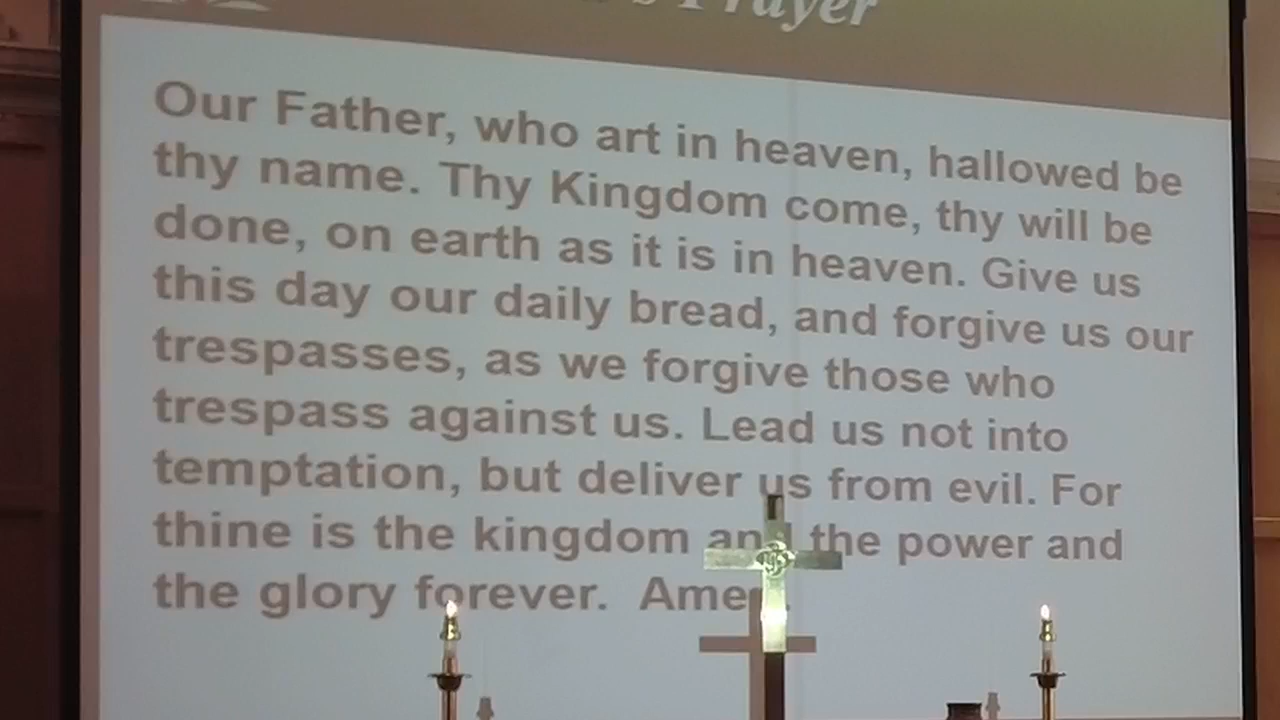 Prayer
Our Father, who art in heaven, hallowed be
thy name. Thy Kingdom come, thy will be
done, on earth as it is in heaven. Give us
this day our daily bread, and forgive us our
trespasses, as we forgive those who
trespass against us. Lead us not into
temptation, but deliver us from evil. For
thine is the kingdom and the power and
the glory forever. Amen.